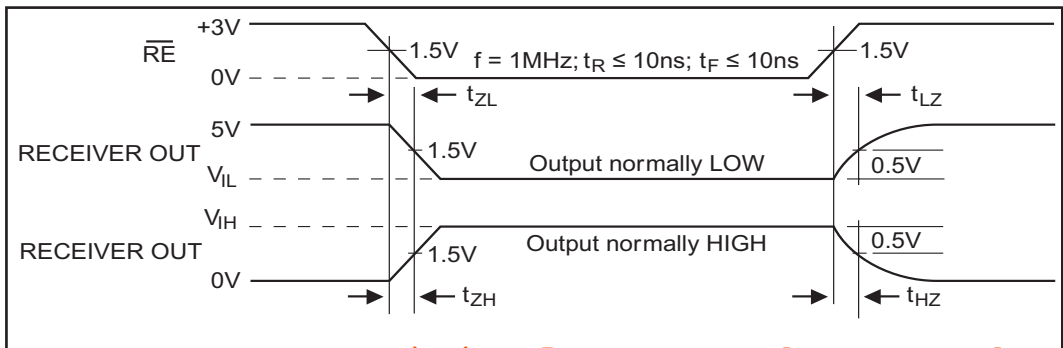 +3V
RE
1.5V
f = 1MHz; tR ≤ 10ns; tF ≤ 10ns
1.5V
0V
tZL
tLZ
5V
RECEIVER OUT
1.5V
Output normally LOW
0.5V
VIL
VIH
RECEIVER OUT
1.5V
Output normally HIGH
0.5V
0V
tZH
tHZ